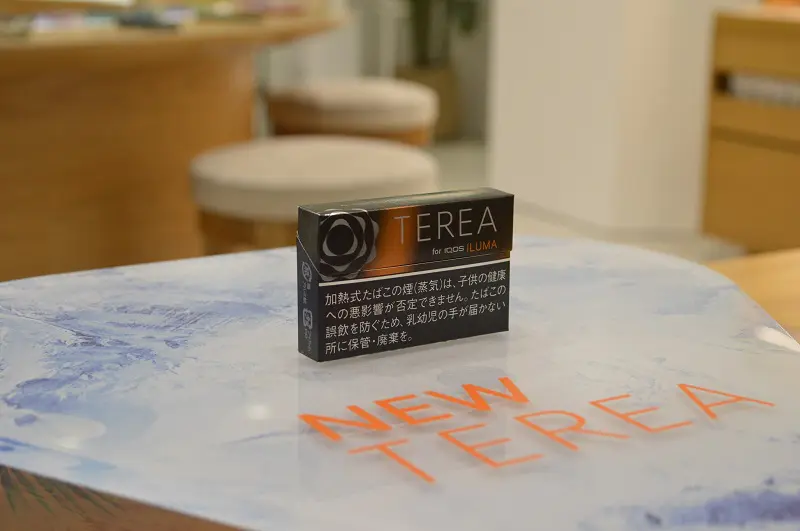 TEREA
for IQOS ILUMA
加熱式たばこの煙(蒸気)は、子供の健康
への悪影響が否定できません。たばこの
誤飲を防ぐため、乳幼児の手が届かない
所に保管・廃棄を。
NEW
TEREA